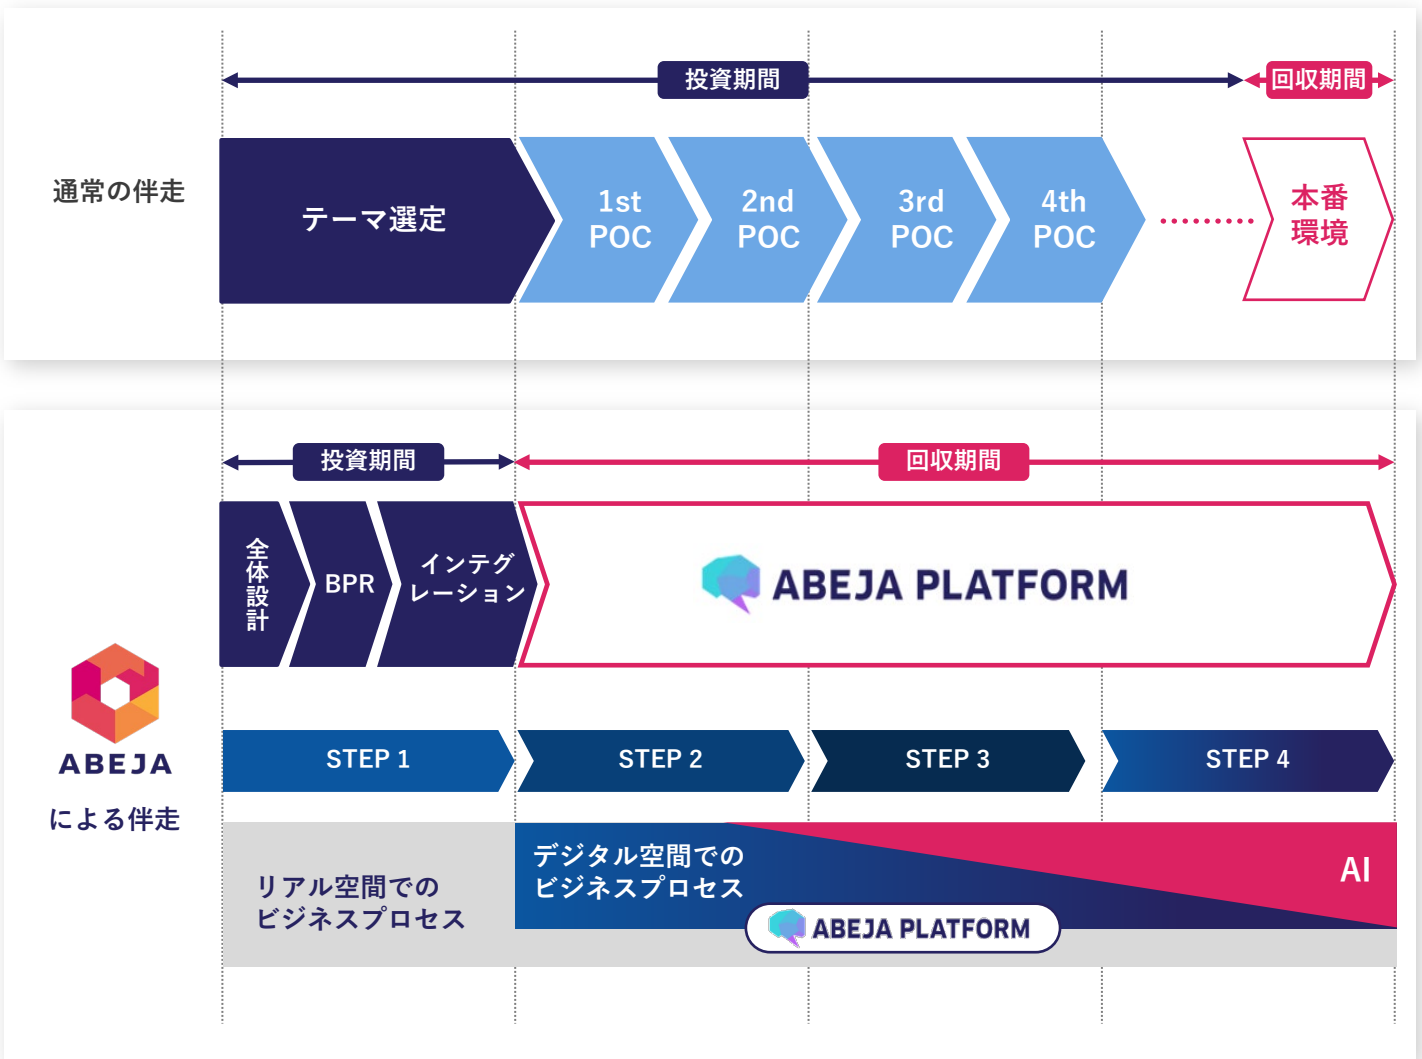 投資期間
回収期間
通常の伴走
テーマ選定
1st
POC
2nd
POC
3rd
POC
4th
POC
本番
環境
投資期間
回収期間
全体設計
BPR
インテグ
レーション
ABEJA PLATFORM
ABEJA
による伴走
STEP 1
STEP 2
STEP 3
STEP 4
リアル空間での
ビジネスプロセス
デジタル空間での
ビジネスプロセス
AI
ABEJA PLATFORM